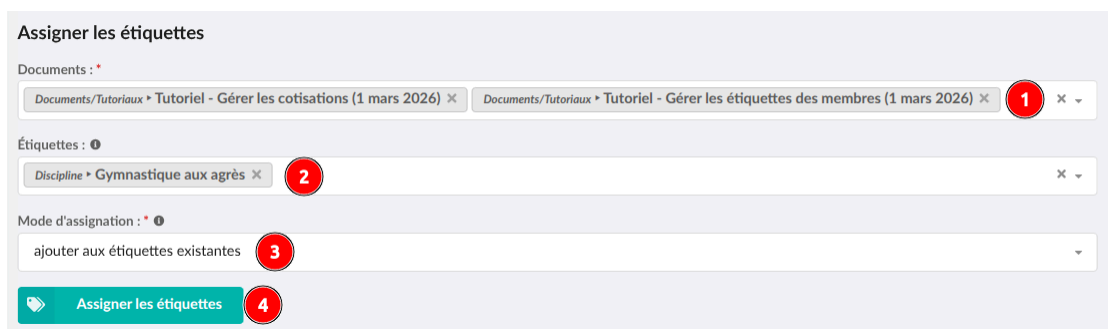 Assigner les étiquettes
Documents : *
Documents/Tutoriaux ‣ Tutoriel - Gérer les cotisations (1 mars 2026) × Documents/Tutoriaux ‣ Tutoriel - Gérer les étiquettes des membres (1 mars 2026) × 1 ×
Étiquettes :
Discipline ‣ Gymnastique aux agrès × 2 ×
Mode d'assignation : *
ajouter aux étiquettes existantes 3
Assigner les étiquettes 4